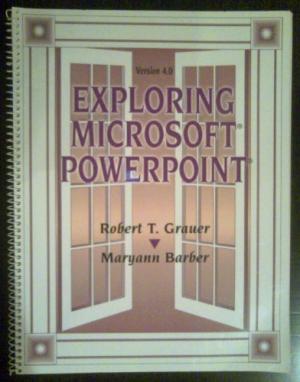 Version 4.0
EXPLORING
MICROSOFT®
POWERPOINT®
Robert T. Grauer
Maryann Barber